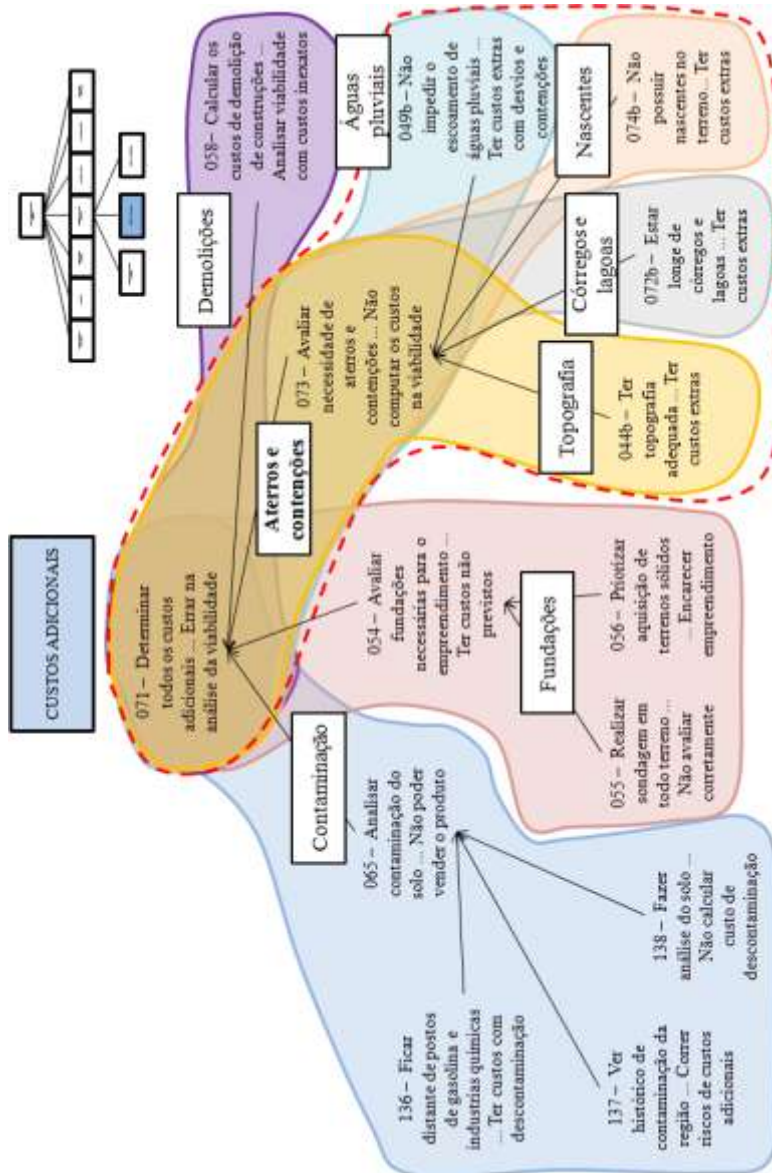 CUSTOS ADICIONAIS
071 – Determinar
todos os custos
adicionais ... Errar na
análise da viabilidade
Contaminação
065 – Analisar
contaminação do
solo ... Não poder
vender o produto
136 – Ficar
distante de postos
de gasolina e
industrias químicas
... Ter custos com
descontaminação
137 – Ver
histórico de
contaminação da
região ... Correr
riscos de custos
adicionais
138 – Fazer
análise do solo ...
Não calcular
custo de
descontaminação
054 – Avaliar
fundações
necessárias para o
empreendimento ...
Ter custos não
previstos
Fundações
055 – Realizar
sondagem em
todo terreno ...
Não avaliar
corretamente
056 – Priorizar
aquisição de
terrenos sólidos
... Encarecer
empreendimento
Aterros e
contenções
073 – Avaliar
necessidade de
aterros e
contenções ... Não
computar os custos
na viabilidade
Topografia
044b – Ter
topografia
adequada ... Ter
custos extras
Córregos e
lagoas
072b – Estar
longe de
córregos e
lagoas ... Ter
custos extras
Nascentes
074b – Não
possuir
nascentes no
terreno... Ter
custos extras
Demolições
058– Calcular os
custos de demolição
de construções ...
Analisar viabilidade
com custos inexatos
Águas
pluviais
049b – Não
impedir o
escoamento de
águas pluviais ...
Ter custos extras
com desvios e
contenções